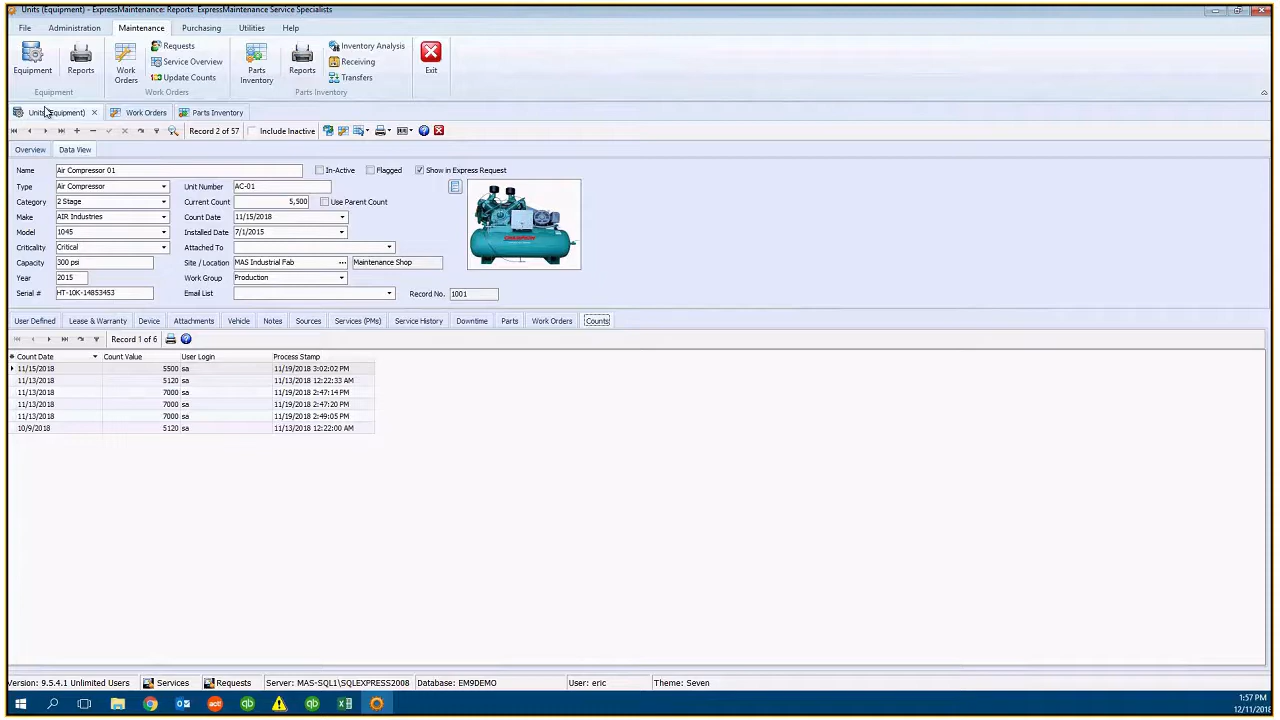 Units (Equipment) - ExpressMaintenance: Reports ExpressMaintenance Service Specialists
File Administration Maintenance Purchasing Utilities Help
Equipment
Reports
Work Orders
Requests
Service Overview
Update Counts
Parts Inventory
Reports
Inventory Analysis
Receiving
Transfers
Exit
Equipment Work Orders Parts Inventory
Units (Equipment) Work Orders Parts Inventory
Record 2 of 57 Include Inactive
Overview Data View
Name Air Compressor 01 In-Active Flagged Show in Express Request
Type Air Compressor Unit Number AC-01
Category 2 Stage Current Count 5,500 Use Parent Count
Make AIR Industries Count Date 11/15/2018
Model 1045 Installed Date 7/1/2015
Criticality Critical Attached To
Capacity 300 psi Site / Location MAS Industrial Fab ... Maintenance Shop
Year 2015 Work Group Production
Serial # HT-10K-14853453 Email List Record No. 1001
User Defined Lease & Warranty Device Attachments Vehicle Notes Sources Services (PMs) Service History Downtime Parts Work Orders Counts
Record 1 of 6
Count Date Count Value User Login Process Stamp
11/15/2018 5500 sa 11/19/2018 3:02:02 PM
11/13/2018 5120 sa 11/13/2018 12:22:33 AM
11/13/2018 7000 sa 11/19/2018 2:47:14 PM
11/13/2018 7000 sa 11/19/2018 2:47:20 PM
11/13/2018 7000 sa 11/19/2018 2:49:05 PM
10/9/2018 5120 sa 11/13/2018 12:22:00 AM
Version: 9.5.4.1 Unlimited Users Services Requests Server: MAS-SQL1\SQLEXPRESS2008 Database: EM9DEMO User: eric Theme: Seven
1:57 PM
12/11/2018